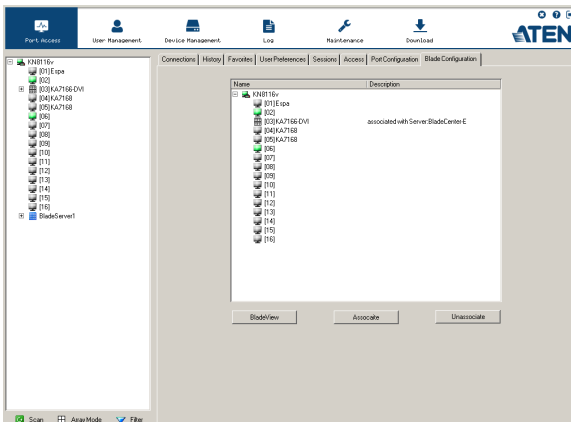 Port Access
User Management
Device Management
Log
Maintenance
Download
ATEN
KN8116v
[01] Espa
[02]
[03] KA7166-DVI
[04] KA7168
[05] KA7168
[06]
[07]
[08]
[09]
[10]
[11]
[12]
[13]
[14]
[15]
[16]
BladeServer1
Scan Array Mode Filter
Connections History Favorites User Preferences Sessions Access Port Configuration Blade Configuration
Name Description
KN8116v
[01] Espa
[02]
[03] KA7166-DVI associated with Server:BladeCenter-E
[04] KA7168
[05] KA7168
[06]
[07]
[08]
[09]
[10]
[11]
[12]
[13]
[14]
[15]
[16]
BladeView Assocaite Unassociate